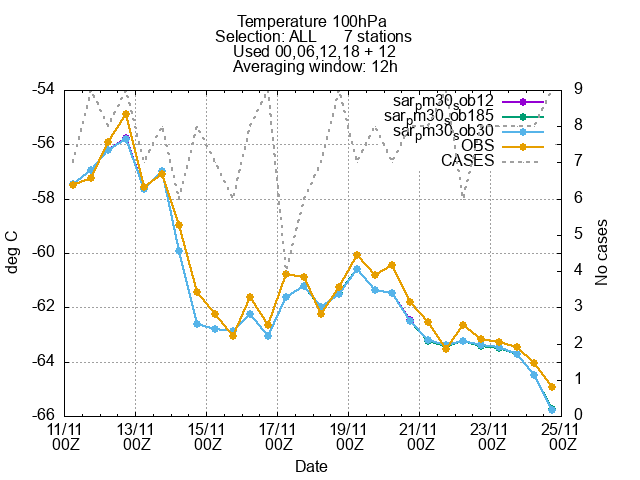 Temperature 100hPa
Selection: ALL 7 stations
Used 00,06,12,18 + 12
Averaging window: 12h
sarpm30sob12
sarpm30sob185
sarpm30sob30
OBS
CASES
-54
-56
-58
-60
-62
-64
-66
deg C
9
8
7
6
5
4
3
2
1
0
No cases
11/11 13/11 15/11 17/11 19/11 21/11 23/11 25/11
00Z 00Z 00Z 00Z 00Z 00Z 00Z 00Z
Date